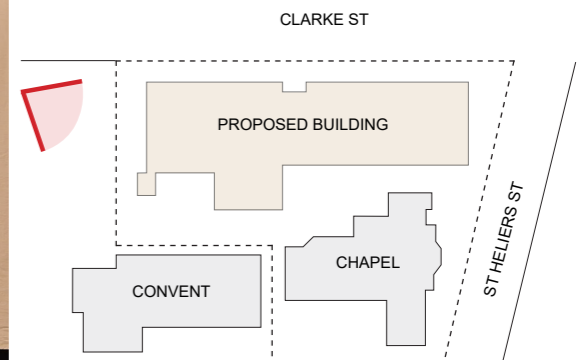 CLARKE ST
PROPOSED BUILDING
CHAPEL
CONVENT
ST HELIERS ST